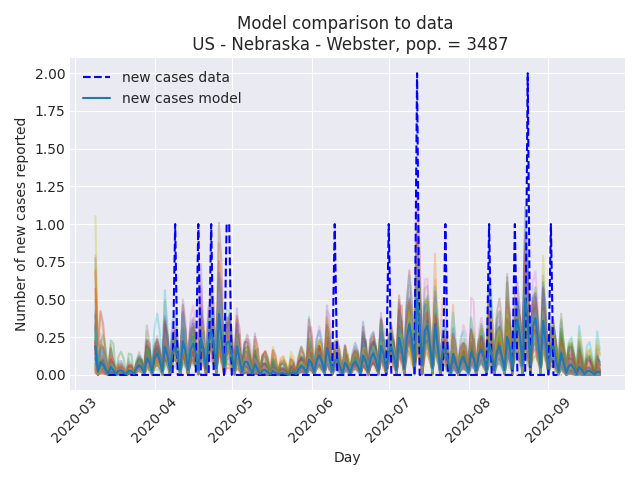 Model comparison to data
US - Nebraska - Webster, pop. = 3487
new cases data
new cases model
Number of new cases reported
2.00
1.75
1.50
1.25
1.00
0.75
0.50
0.25
0.00
2020-03
2020-04
2020-05
2020-06
2020-07
2020-08
2020-09
Day